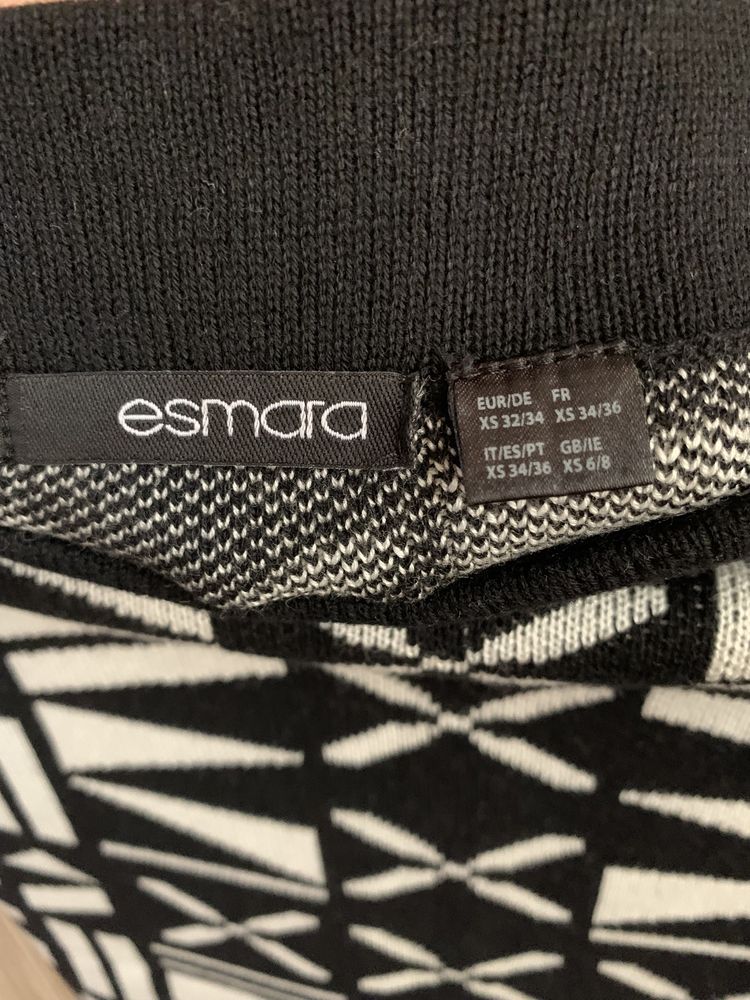 esmara
EUR/DE FR
XS 32/34 XS 34/36
IT/ES/PT GB/IE
XS 34/36 XS 6/8